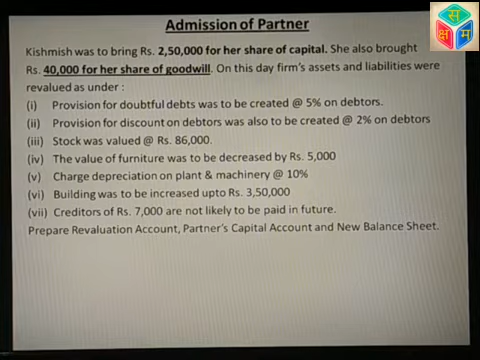 Admission of Partner
Kishmish was to bring Rs. 2,50,000 for her share of capital. She also brought
Rs. 40,000 for her share of goodwill. On this day firm's assets and liabilities were
revalued as under :
(i) Provision for doubtful debts was to be created @ 5% on debtors.
(ii) Provision for discount on debtors was also to be created @ 2% on debtors
(iii) Stock was valued @ Rs. 86,000.
(iv) The value of furniture was to be decreased by Rs. 5,000
(v) Charge depreciation on plant & machinery @ 10%
(vi) Building was to be increased upto Rs. 3,50,000
(vii) Creditors of Rs. 7,000 are not likely to be paid in future.
Prepare Revaluation Account, Partner's Capital Account and New Balance Sheet.
स
क्ष म